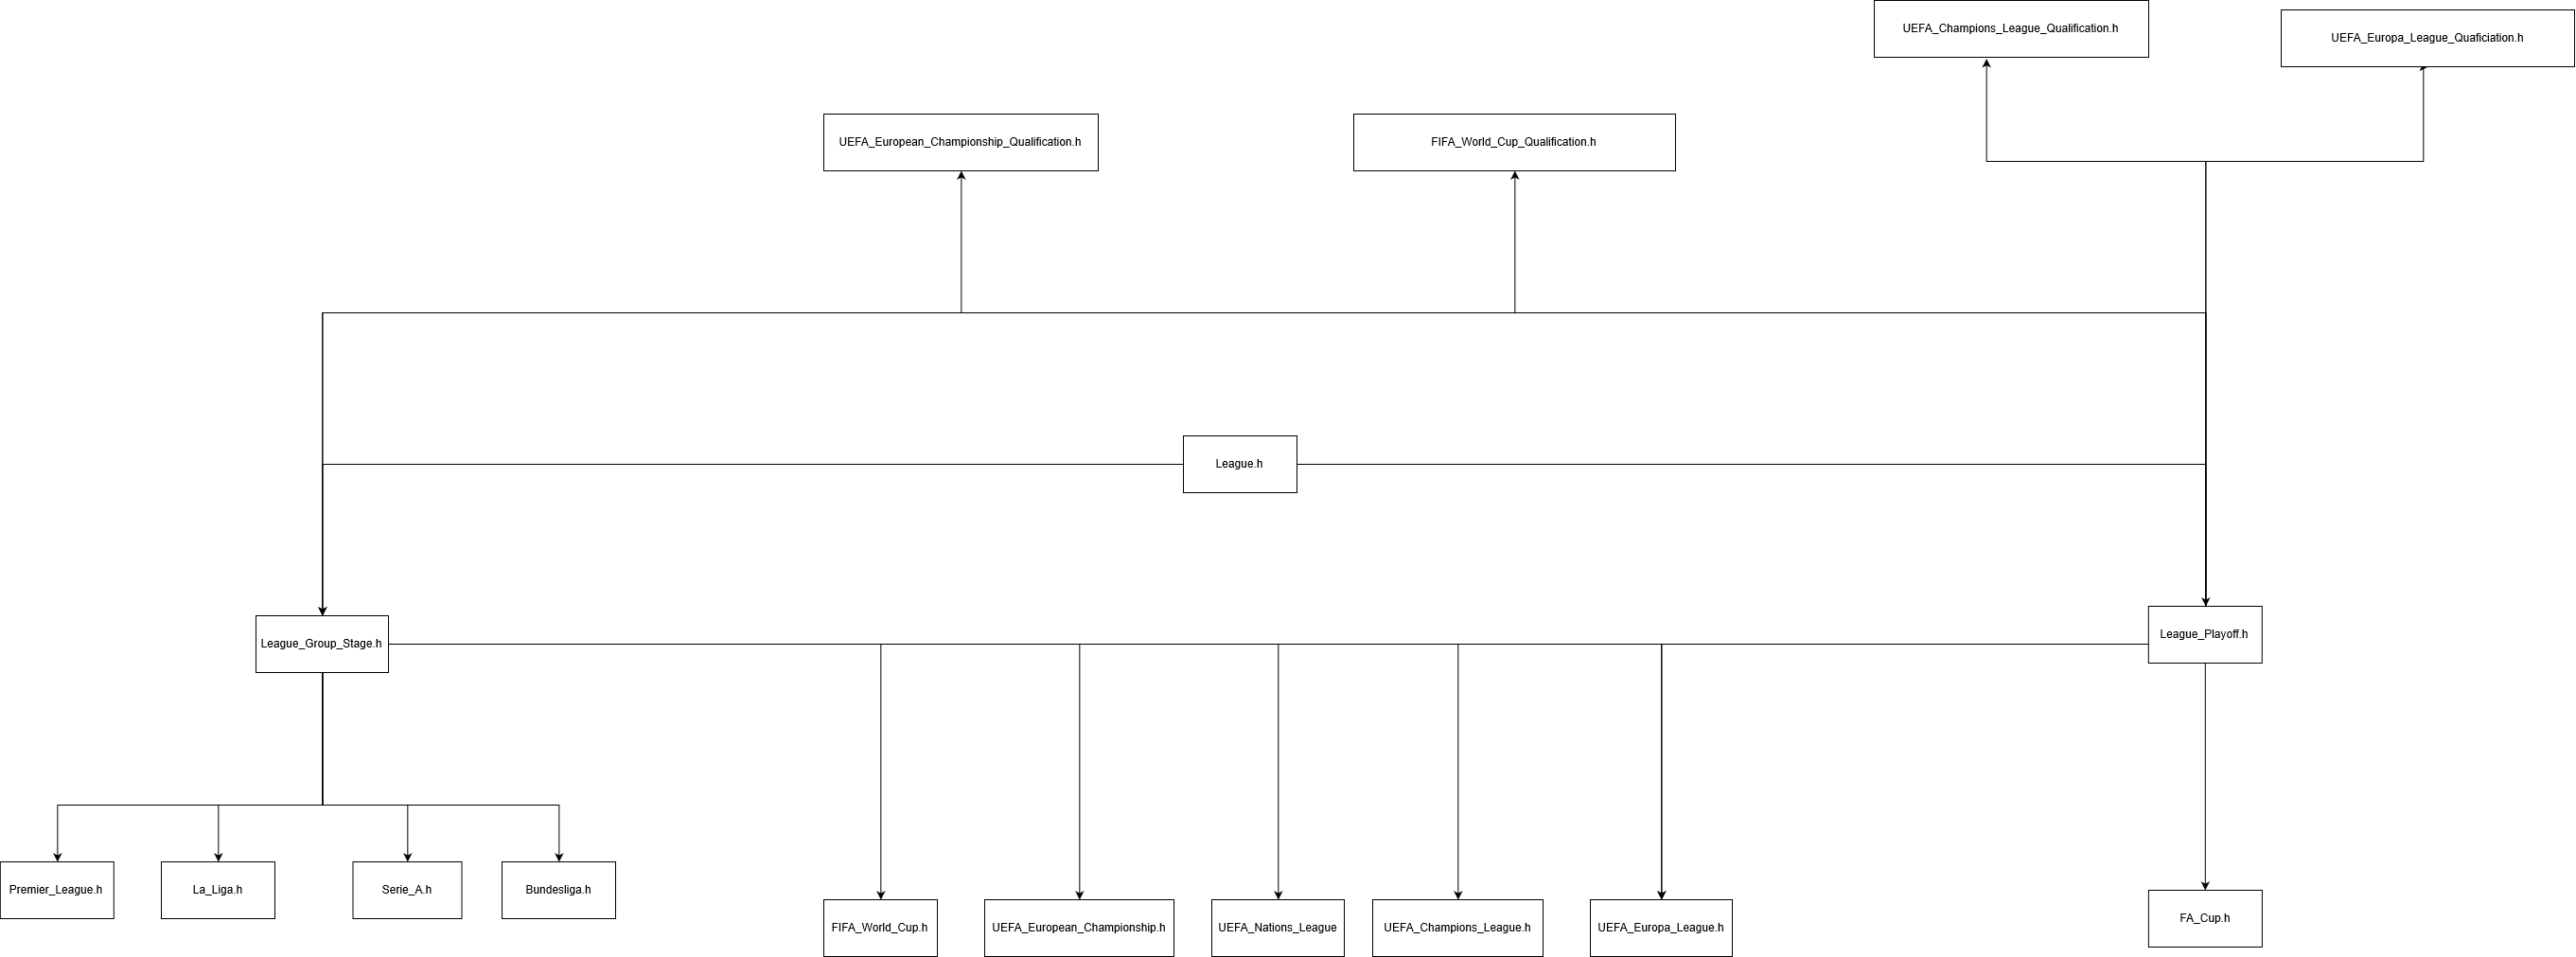 UEFA_Champions_League_Qualification.h
UEFA_Europa_League_Quaficiation.h
UEFA_European_Championship_Qualification.h
FIFA_World_Cup_Qualification.h
League.h
League_Group_Stage.h
League_Playoff.h
Premier_League.h
La_Liga.h
Serie_A.h
Bundesliga.h
FIFA_World_Cup.h
UEFA_European_Championship.h
UEFA_Nations_League
UEFA_Champions_League.h
UEFA_Europa_League.h
FA_Cup.h